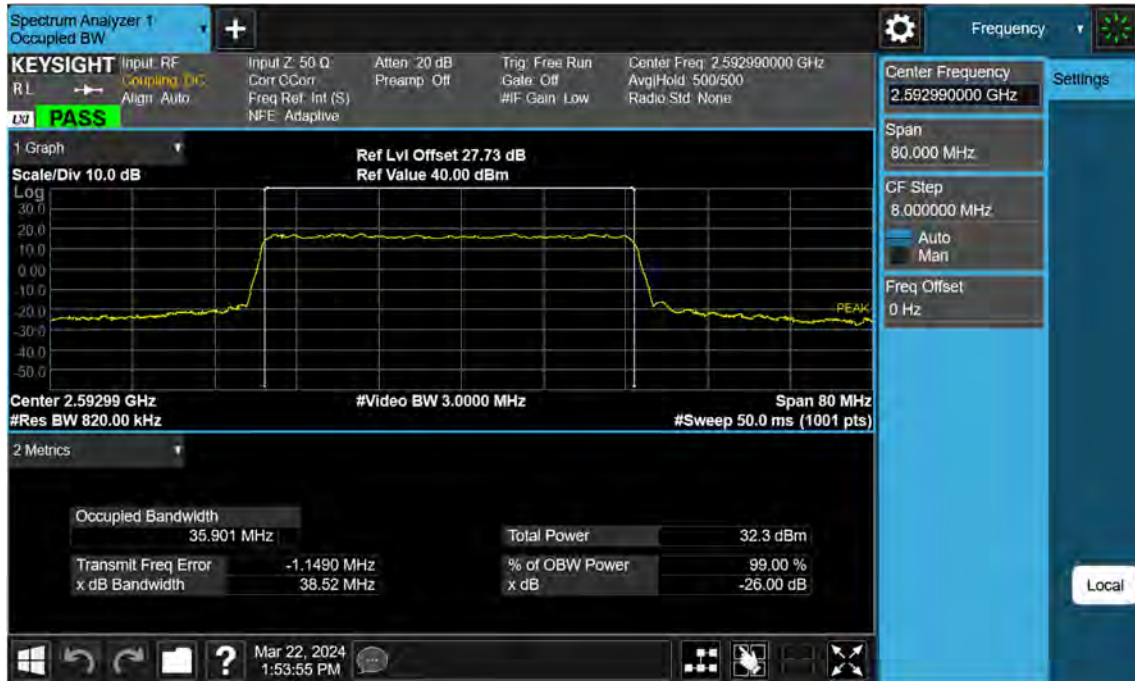 Spectrum Analyzer 1
Occupied BW
+
Frequency
KEYSIGHT
Input: RF
Input Z: 50 Ω
Atten: 20 dB
Trig: Free Run
Center Freq: 2.592990000 GHz
R L
Coupling: DC
Corr CCorr
Preamp: Off
Gate: Off
Avg|Hold: 500/500
Align: Auto
Freq Ref: Int (S)
#IF Gain: Low
Radio Std: None
LXI
PASS
NFE: Adaptive
Center Frequency
2.592990000 GHz
Settings
Span
80.000 MHz
CF Step
8.000000 MHz
Auto
Man
Freq Offset
0 Hz
1 Graph
Ref Lvl Offset 27.73 dB
Scale/Div 10.0 dB
Ref Value 40.00 dBm
Log
30.0
20.0
10.0
0.00
-10.0
-20.0
PEAK
-30.0
-40.0
-50.0
Center 2.59299 GHz
#Video BW 3.0000 MHz
Span 80 MHz
#Res BW 820.00 kHz
#Sweep 50.0 ms (1001 pts)
2 Metrics
Occupied Bandwidth
35.901 MHz
Total Power
32.3 dBm
Transmit Freq Error
-1.1490 MHz
% of OBW Power
99.00 %
x dB Bandwidth
38.52 MHz
x dB
-26.00 dB
Local
?
Mar 22, 2024
1:53:55 PM